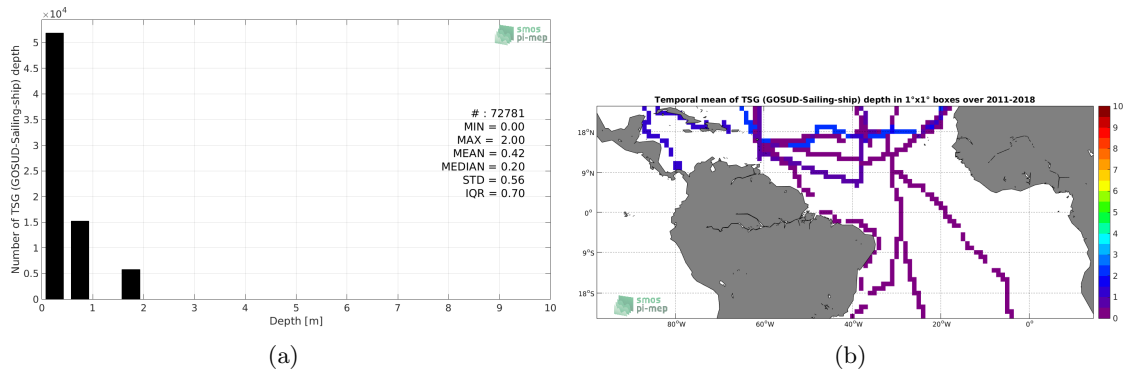 ×10⁴
5
4.5
4
3.5
3
2.5
2
1.5
1
0.5
0
Number of TSG (GOSUD-Sailing-ship) depth
smos
pi-mep
# : 72781
MIN = 0.00
MAX = 2.00
MEAN = 0.42
MEDIAN = 0.20
STD = 0.56
IQR = 0.70
0 1 2 3 4 5 6 7 8 9 10
Depth [m]
(a)
Temporal mean of TSG (GOSUD-Sailing-ship) depth in 1°x1° boxes over 2011-2018
18°N
9°N
0°
9°S
18°S
smos
pi-mep
80°W 60°W 40°W 20°W 0°
10
9
8
7
6
5
4
3
2
1
0
(b)